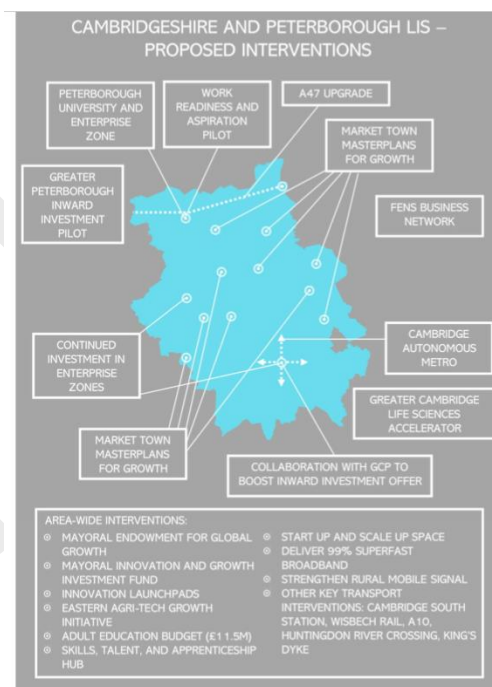 CAMBRIDGESHIRE AND PETERBOROUGH LIS –
PROPOSED INTERVENTIONS
PETERBOROUGH
UNIVERSITY AND
ENTERPRISE
ZONE
WORK
READINESS AND
ASPIRATION
PILOT
A47 UPGRADE
MARKET TOWN
MASTERPLANS
FOR GROWTH
GREATER
PETERBOROUGH
INWARD
INVESTMENT
PILOT
FENS BUSINESS
NETWORK
CONTINUED
INVESTMENT IN
ENTERPRISE
ZONES
CAMBRIDGE
AUTONOMOUS
METRO
GREATER CAMBRIDGE
LIFE SCIENCES
ACCELERATOR
MARKET TOWN
MASTERPLANS
FOR GROWTH
COLLABORATION WITH GCP TO
BOOST INWARD INVESTMENT OFFER
AREA-WIDE INTERVENTIONS:
MAYORAL ENDOWMENT FOR GLOBAL
GROWTH
MAYORAL INNOVATION AND GROWTH
INVESTMENT FUND
INNOVATION LAUNCHPADS
EASTERN AGRI-TECH GROWTH
INITIATIVE
ADULT EDUCATION BUDGET (£11.5M)
SKILLS, TALENT, AND APPRENTICESHIP
HUB
START UP AND SCALE UP SPACE
DELIVER 99% SUPERFAST
BROADBAND
STRENGTHEN RURAL MOBILE SIGNAL
OTHER KEY TRANSPORT
INTERVENTIONS: CAMBRIDGE SOUTH
STATION, WISBECH RAIL, A10,
HUNTINGDON RIVER CROSSING, KING'S
DYKE